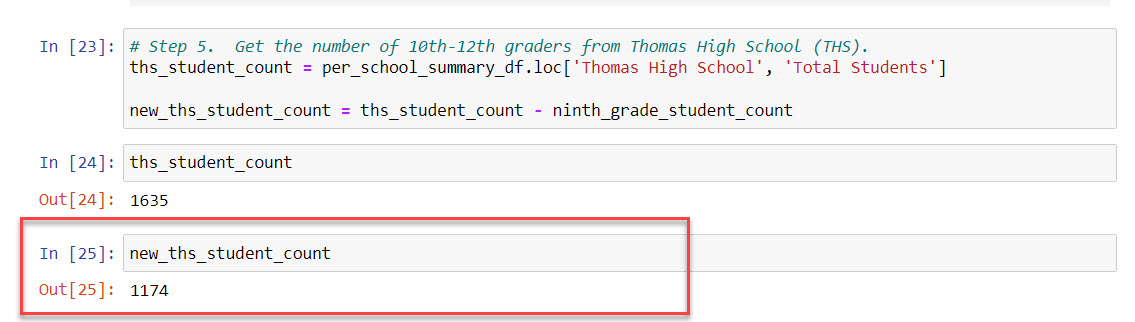 In [23]: # Step 5.  Get the number of 10th-12th graders from Thomas High School (THS).
ths_student_count = per_school_summary_df.loc['Thomas High School', 'Total Students']
new_ths_student_count = ths_student_count - ninth_grade_student_count
In [24]: ths_student_count
Out[24]: 1635
In [25]: new_ths_student_count
Out[25]: 1174